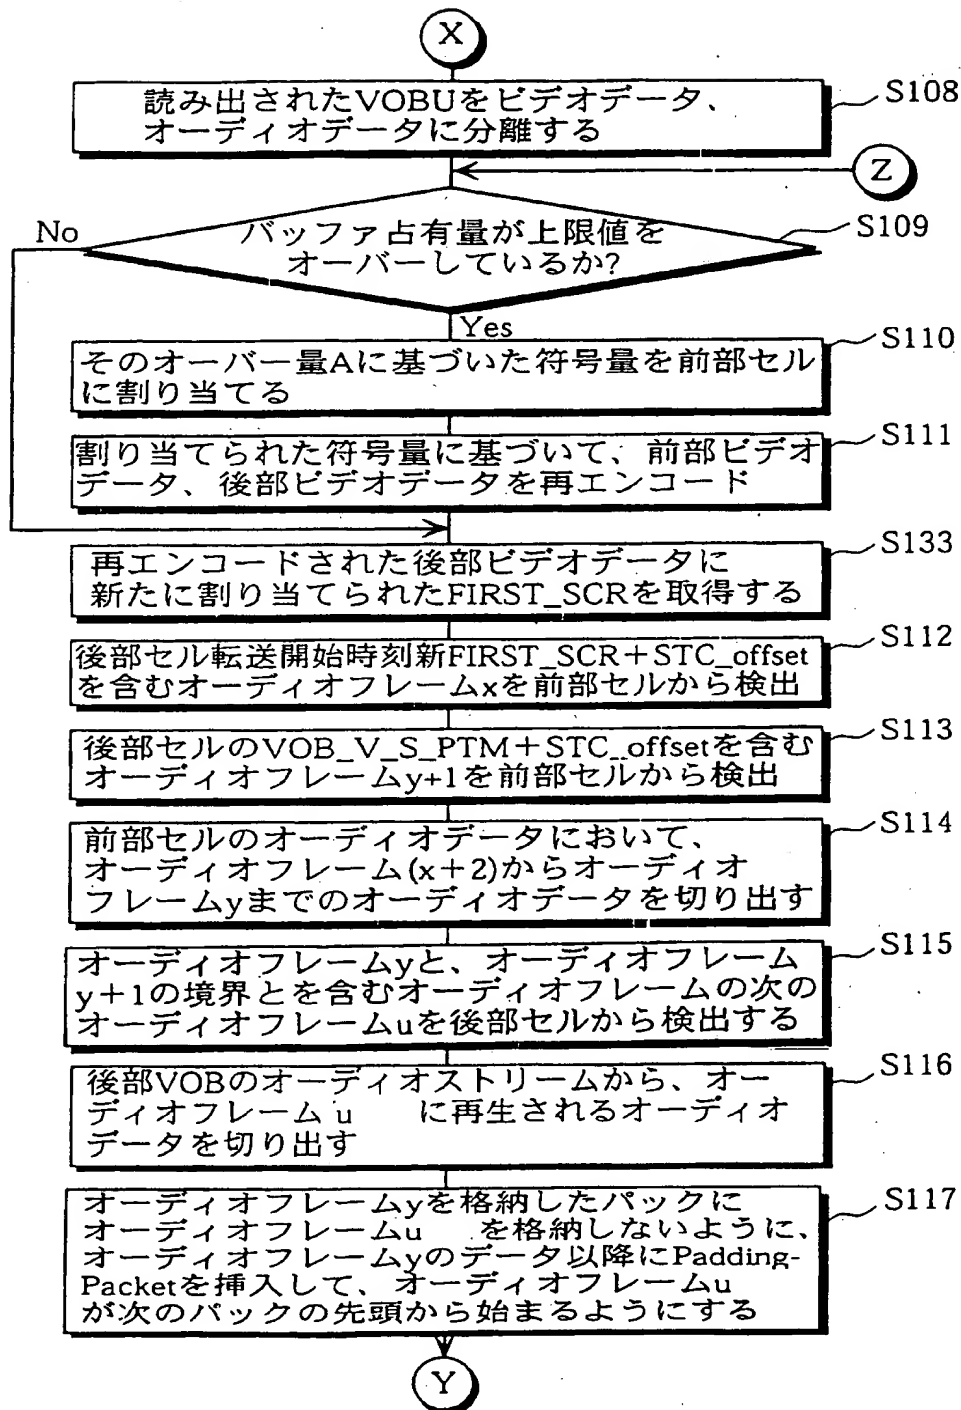 X
読み出されたVOBUをビデオデータ、
オーディオデータに分離する
S108
Z
No
バッファ占有量が上限値を
オーバーしているか?
S109
Yes
そのオーバー量Aに基づいた符号量を前部セル
に割り当てる
S110
割り当てられた符号量に基づいて、前部ビデオ
データ、後部ビデオデータを再エンコード
S111
再エンコードされた後部ビデオデータに
新たに割り当てられたFIRST_SCRを取得する
S133
後部セル転送開始時刻新FIRST_SCR+STC_offset
を含むオーディオフレームxを前部セルから検出
S112
後部セルのVOB_V_S_PTM+STC_offsetを含む
オーディオフレームy+1を前部セルから検出
S113
前部セルのオーディオデータにおいて、
オーディオフレーム(x+2)からオーディオ
フレームyまでのオーディオデータを切り出す
S114
オーディオフレームyと、オーディオフレーム
y+1の境界とを含むオーディオフレームの次の
オーディオフレームuを後部セルから検出する
S115
後部VOBのオーディオストリームから、オー
ディオフレーム u に再生されるオーディオ
データを切り出す
S116
オーディオフレームyを格納したパックに
オーディオフレームu を格納しないように、
オーディオフレームyのデータ以降にPadding-
Packetを挿入して、オーディオフレームu
が次のパックの先頭から始まるようにする
S117
Y